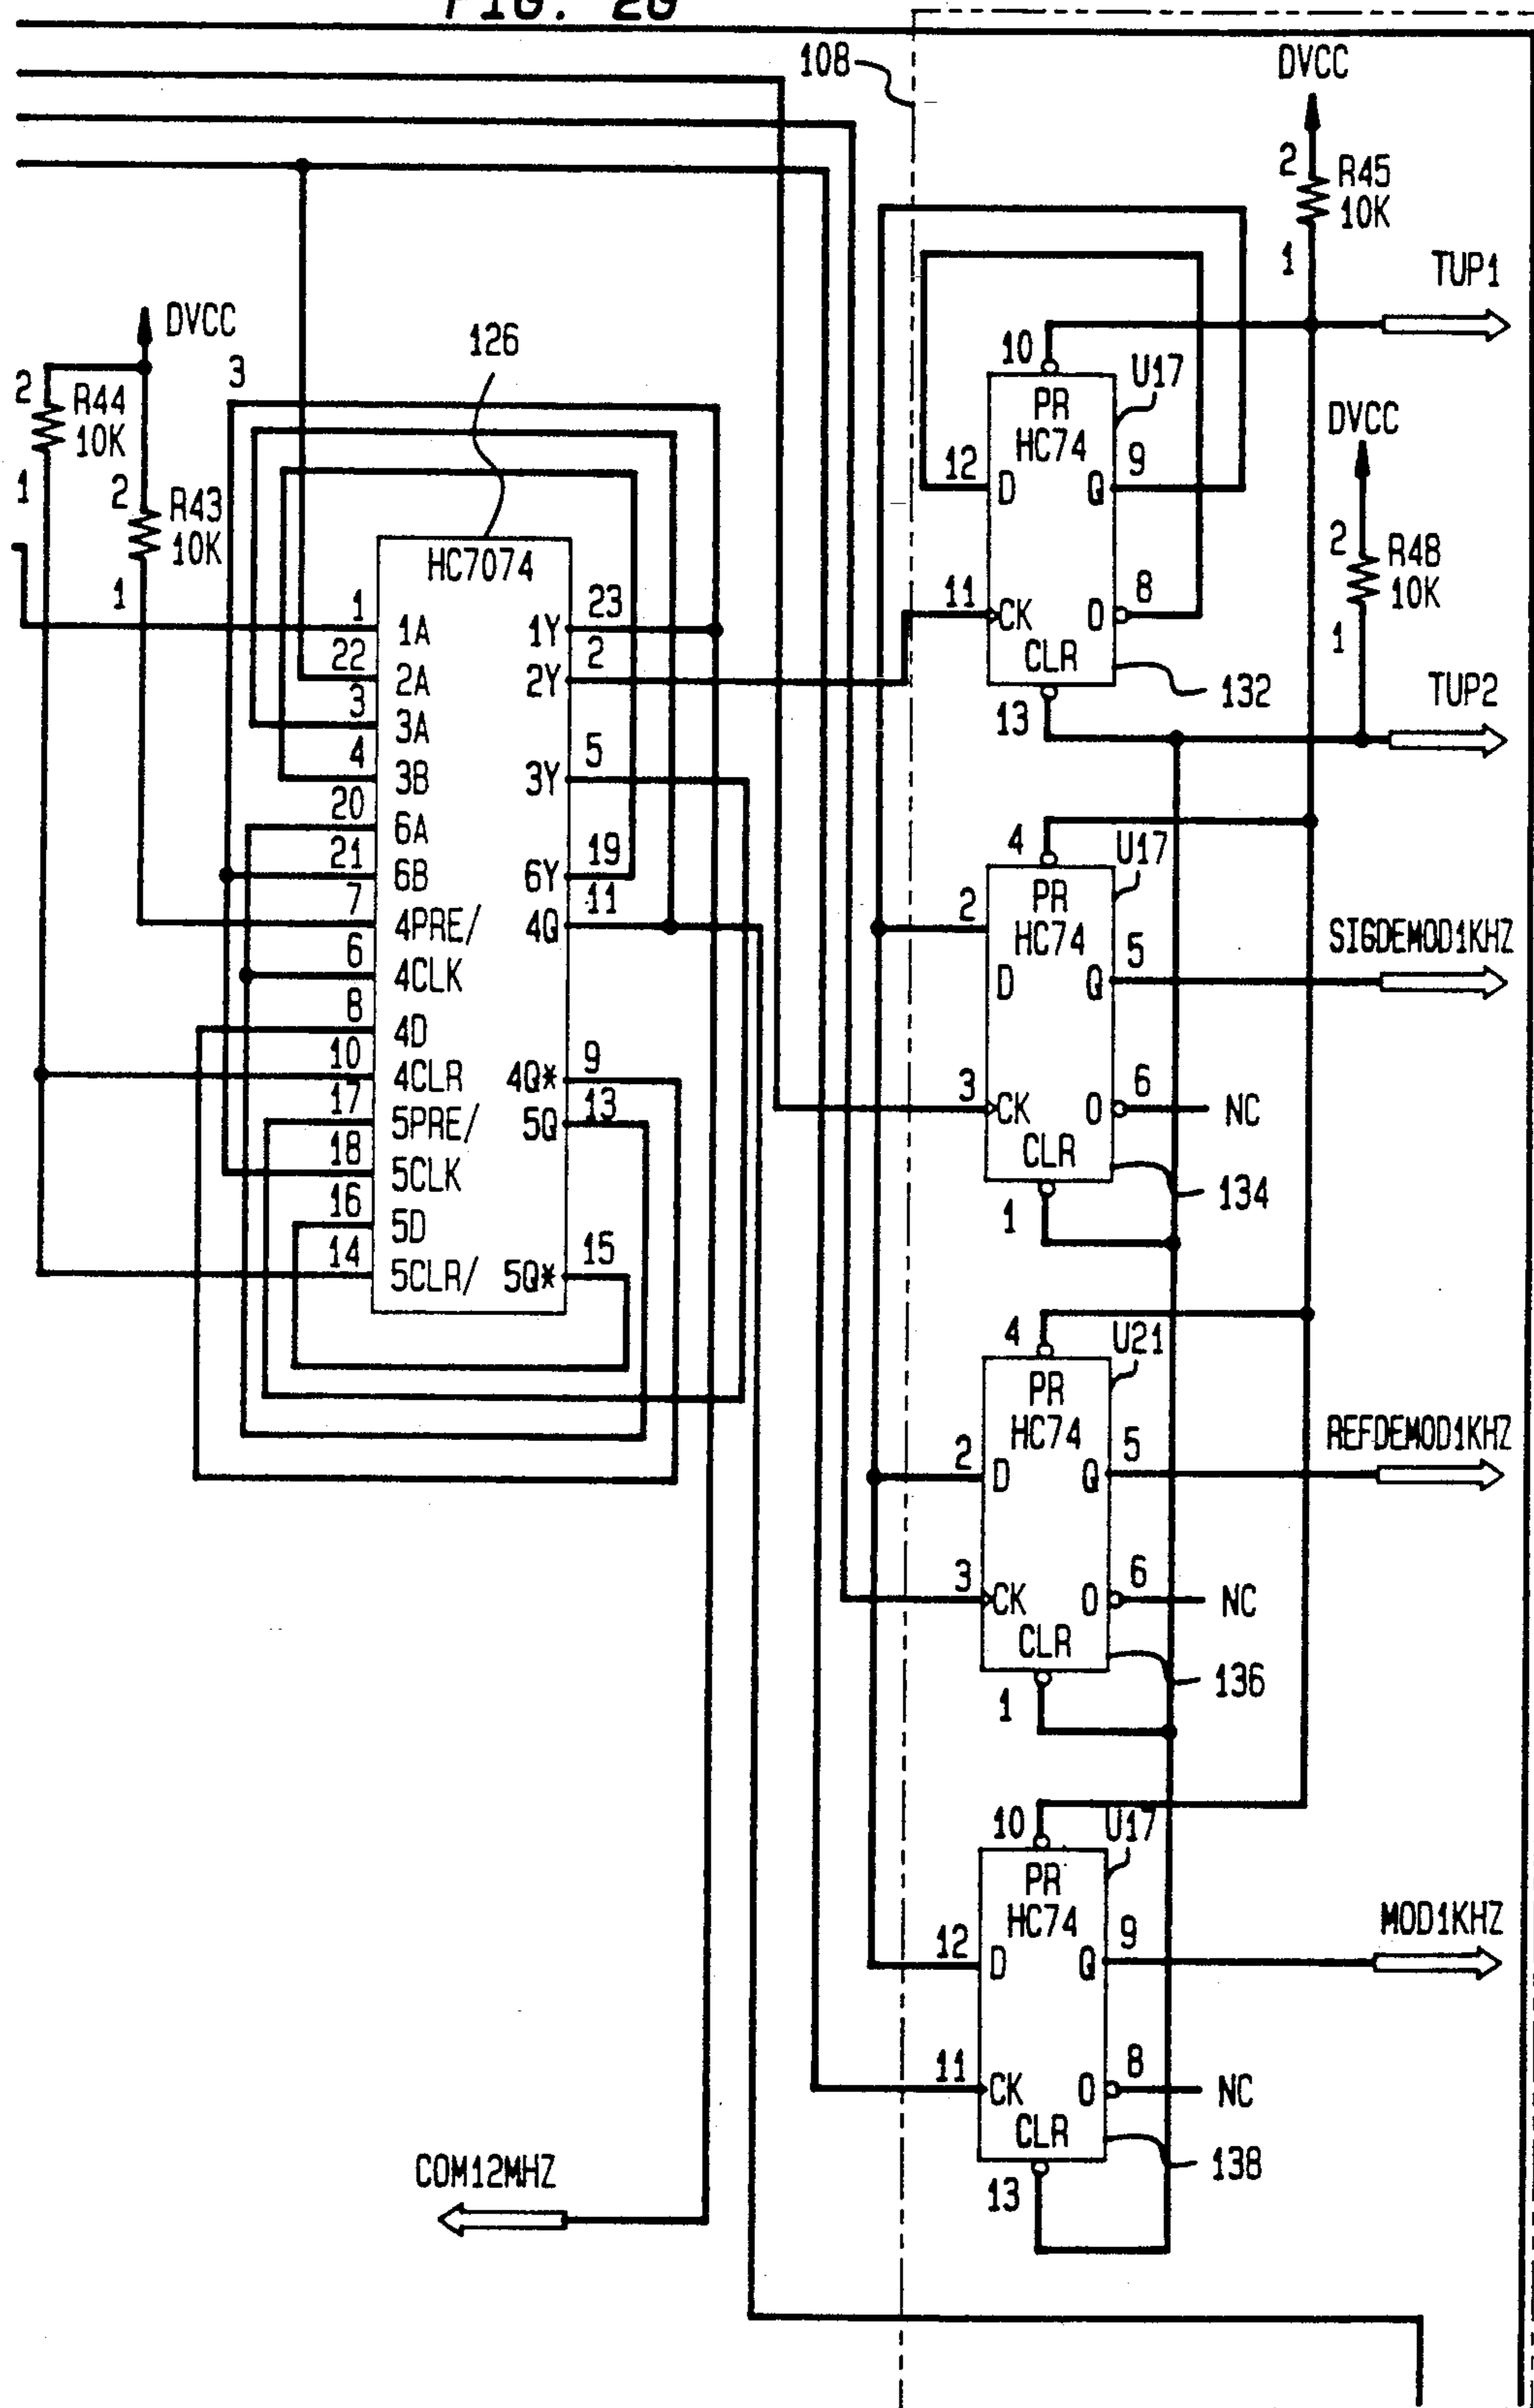 FIG. 2G
108
DVCC
2 R45
10K
1
TUP1
DVCC
3
126
2 R44
10K
1
2 R43
10K
1
HC7074
1 1A 1Y 23
22 2A 2Y 2
3 3A
4 3B 3Y 5
20 6A
21 6B 6Y 19
7 4PRE/ 4Q 11
6 4CLK
8 4D
10 4CLR 4Q* 9
17 5PRE/ 5Q 13
18 5CLK
16 5D
14 5CLR/ 5Q* 15
10 U17
PR
HC74
12 D Q 9
11 CK O 8
CLR
13 132
DVCC
2 R48
10K
1
TUP2
4 U17
PR
HC74
2 D Q 5
SIGDEMOD1KHZ
3 CK O 6 NC
CLR
1 134
4 U21
PR
HC74
2 D Q 5
REFDEMOD1KHZ
3 CK O 6 NC
CLR
1 136
10 U17
PR
HC74
12 D Q 9
MOD1KHZ
11 CK O 8 NC
CLR
13 138
COM12MHZ